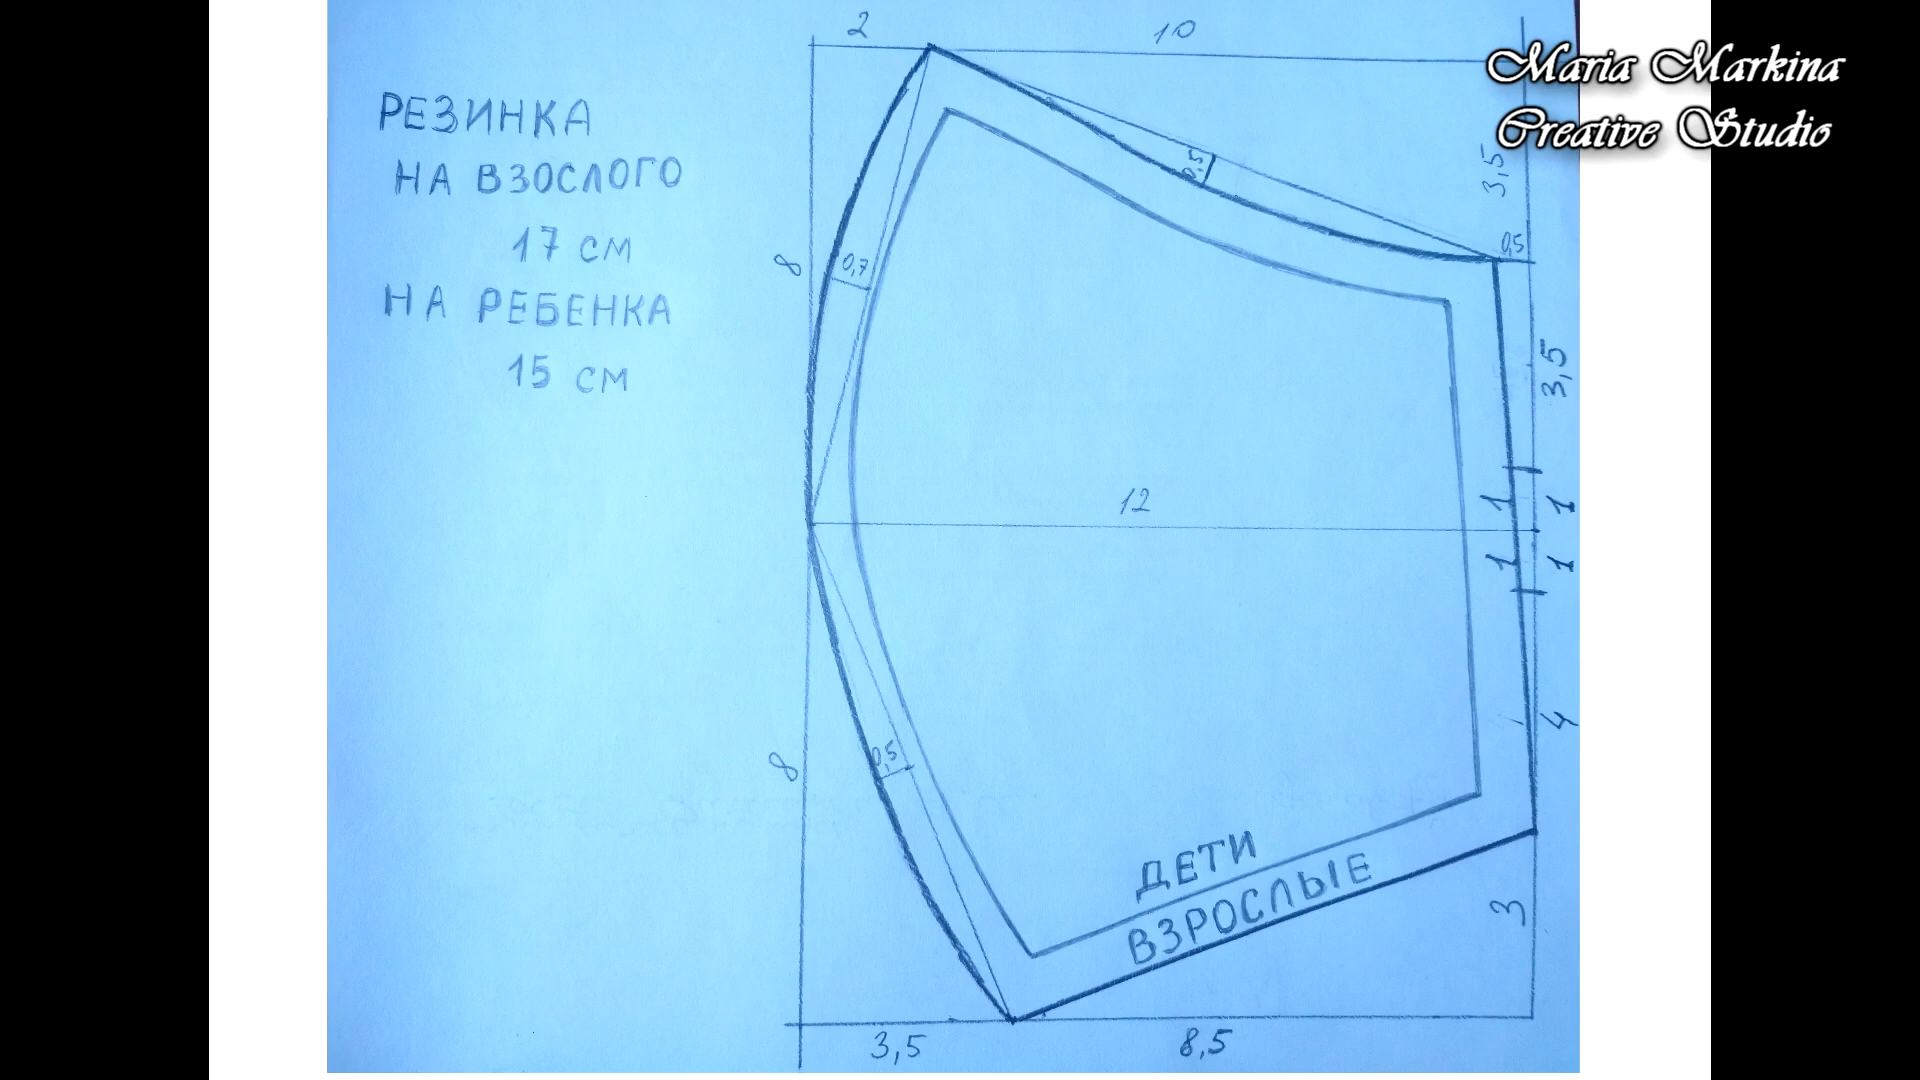 2
10
Maria Markina
Creative Studio
РЕЗИНКА
НА ВЗОСЛОГО
17 СМ
НА РЕБЕНКА
15 СМ
0,5
3,5
0,5
8
0,7
3,5
12
1 1
1 1
4
8
0,5
ДЕТИ
ВЗРОСЛЫЕ
3
3,5
8,5